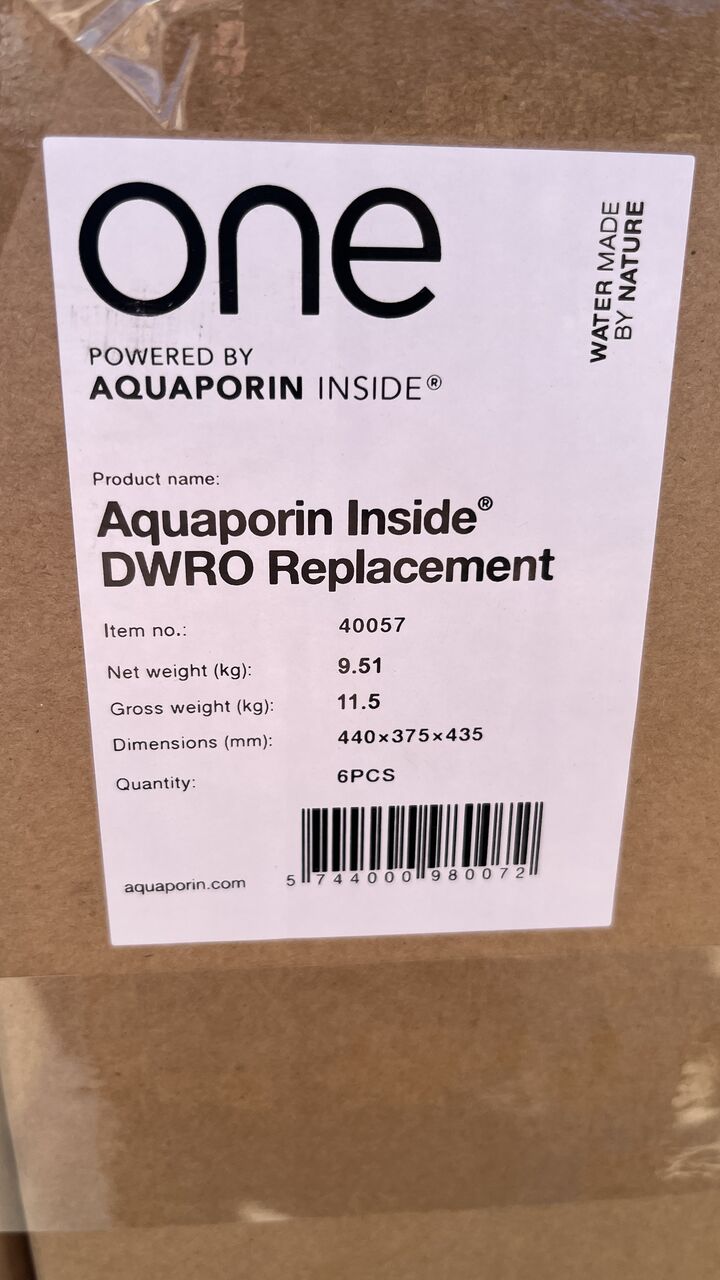 one
POWERED BY
AQUAPORIN INSIDE®
WATER MADE
BY NATURE
Product name:
Aquaporin Inside®
DWRO Replacement
Item no.: 40057
Net weight (kg): 9.51
Gross weight (kg): 11.5
Dimensions (mm): 440×375×435
Quantity: 6PCS
aquaporin.com
5 744000 980072